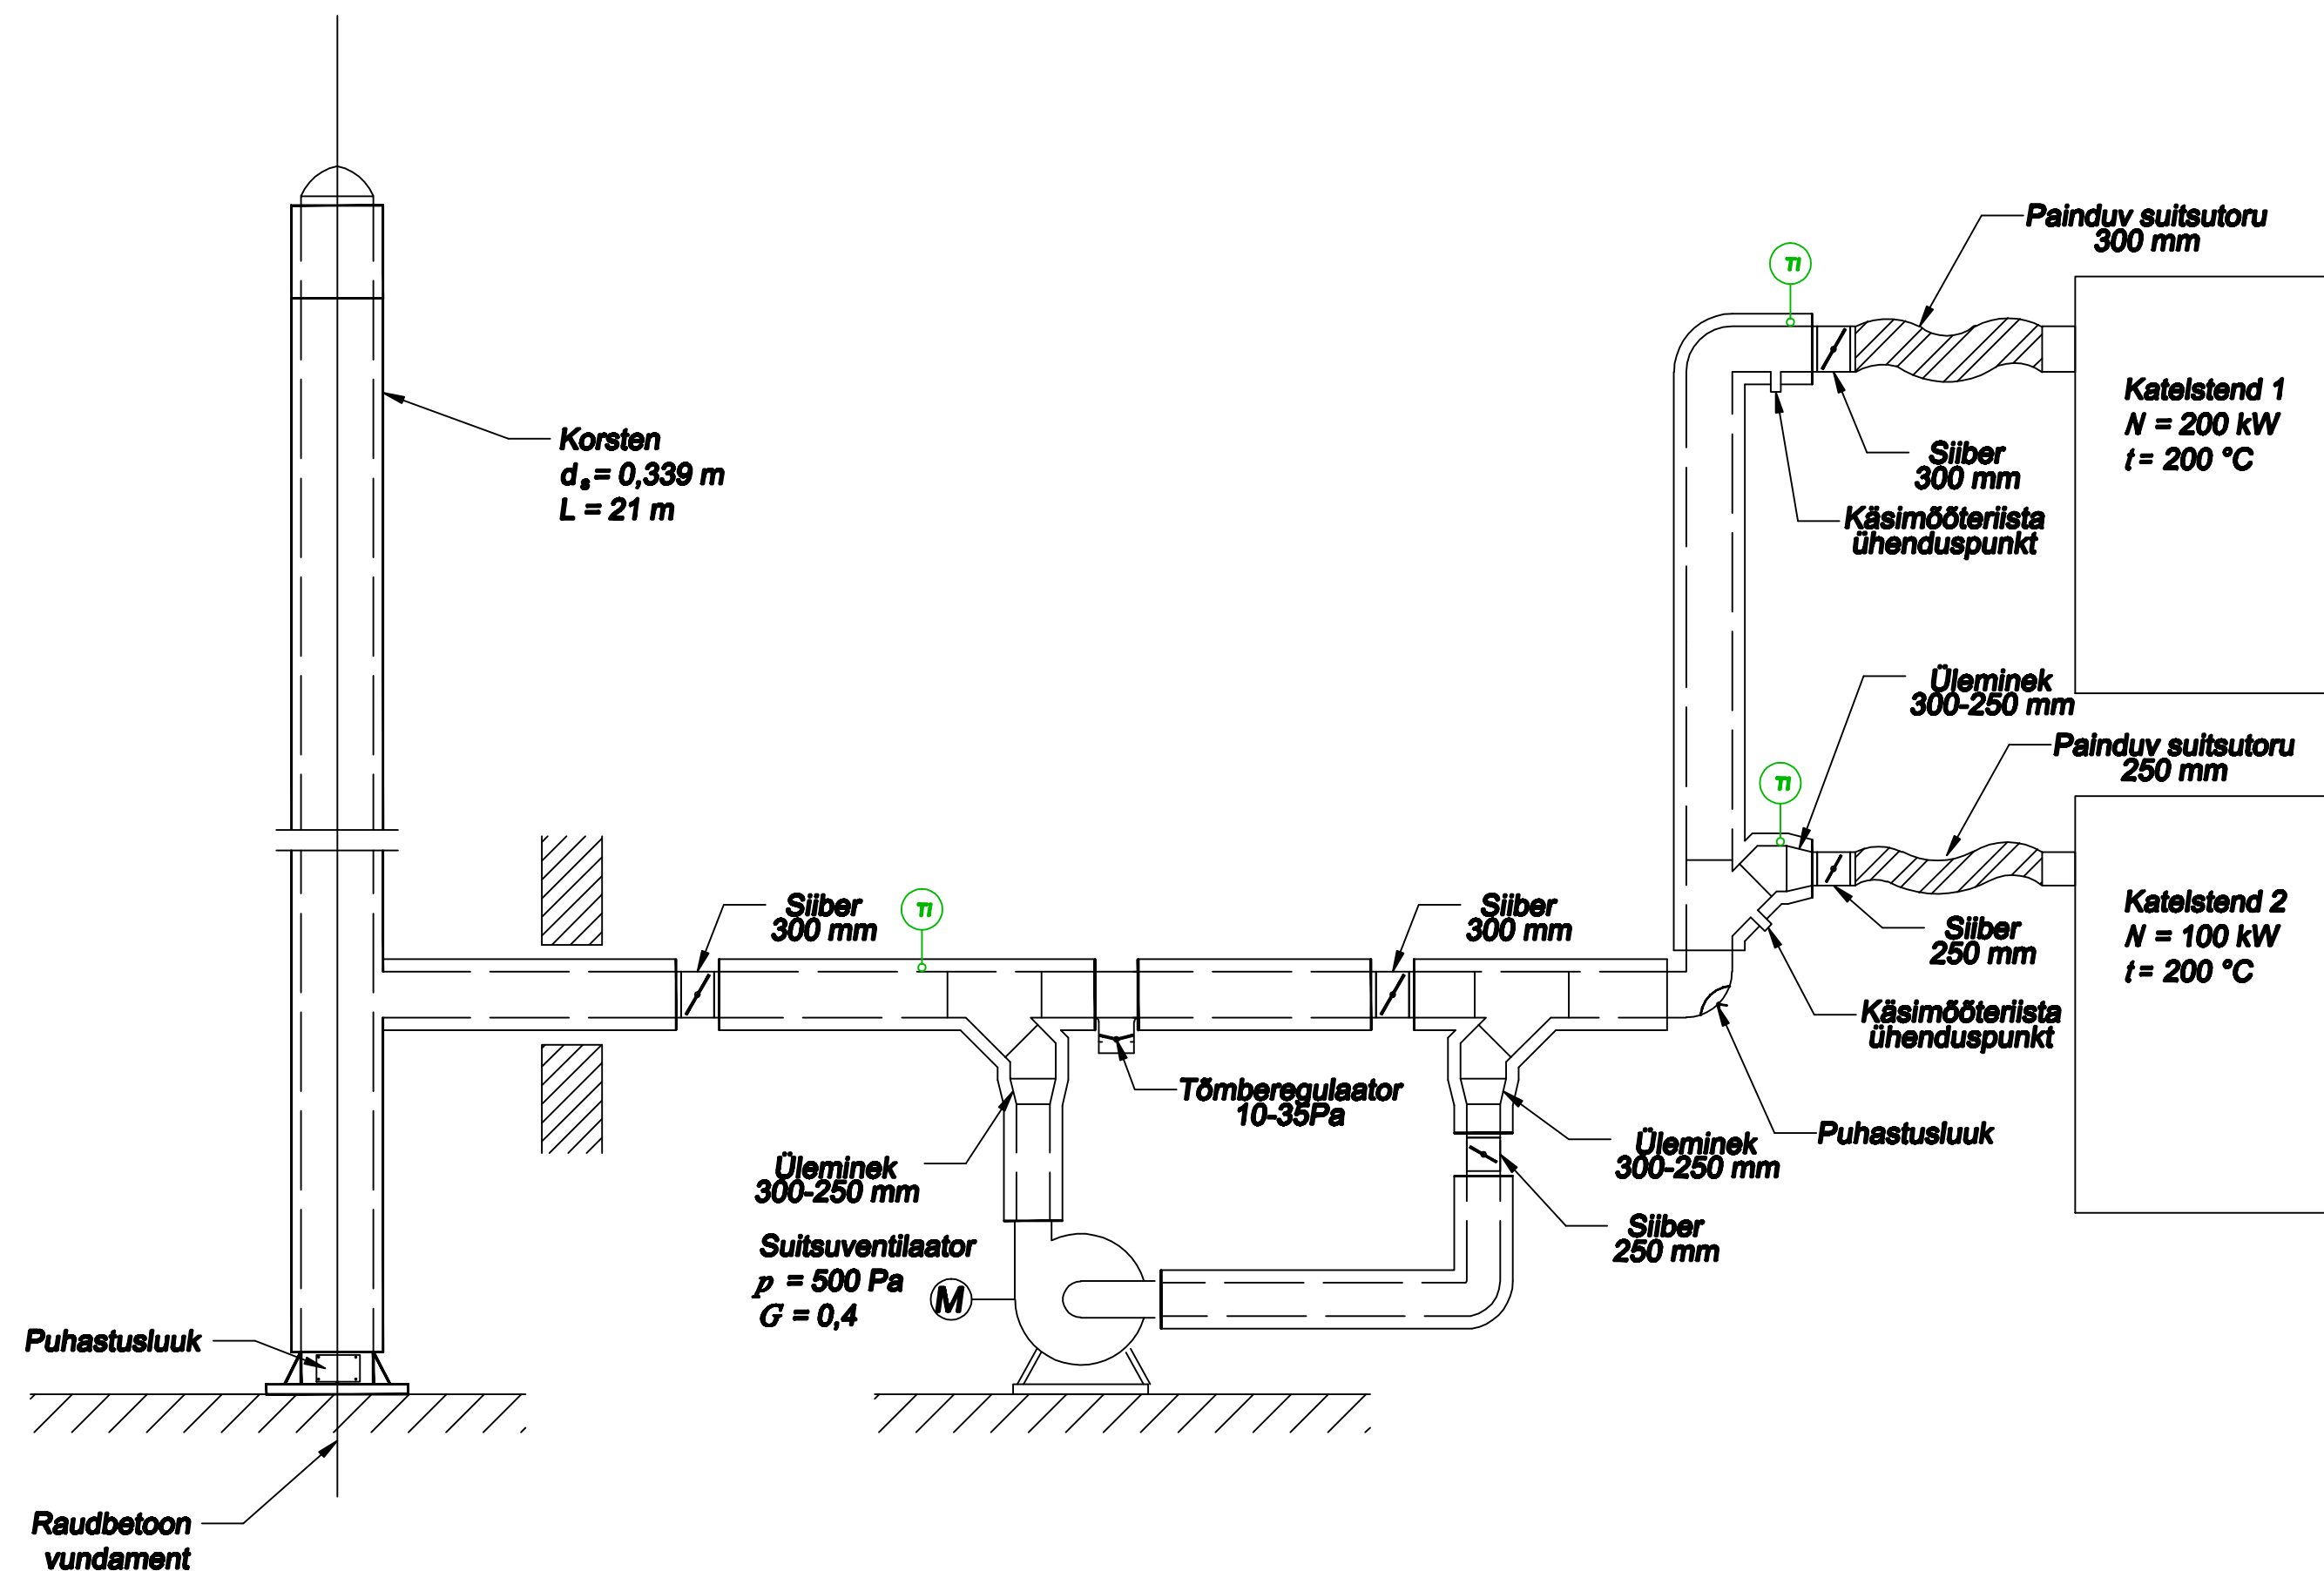 Painduv suitsutoru
300 mm
TI
Katelstend 1
N = 200 kW
t = 200 °C
Korsten
ds = 0,339 m
L = 21 m
Siiber
300 mm
Käsimõõteriista
ühenduspunkt
Üleminek
300-250 mm
Painduv suitsutoru
250 mm
TI
Katelstend 2
N = 100 kW
t = 200 °C
Siiber
300 mm
TI
Siiber
300 mm
Siiber
250 mm
Käsimõõteriista
ühenduspunkt
Tõmberegulaator
10-35Pa
Puhastusluuk
Üleminek
300-250 mm
Üleminek
300-250 mm
Siiber
250 mm
Suitsuventilaator
p = 500 Pa
G = 0,4
M
Puhastusluuk
Raudbetoon
vundament